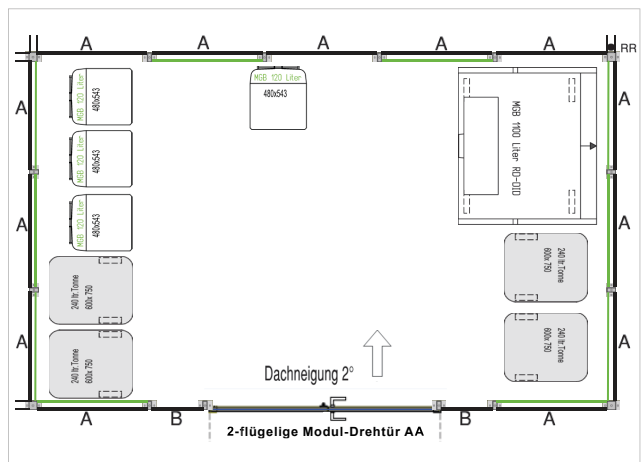 A A A A A
RR
A
A
MGB 120 Liter
480x543
MGB 120 Liter
480x543
MGB 1100 Liter RD-DID
MGB 120 Liter
480x543
A
A
MGB 120 Liter
480x543
240 ltr.Tonne
600x 750
240 ltr.Tonne
600x 750
A
A
240 ltr.Tonne
600x 750
240 ltr.Tonne
600x 750
Dachneigung 2°
A B B A
2-flügelige Modul-Drehtür AA